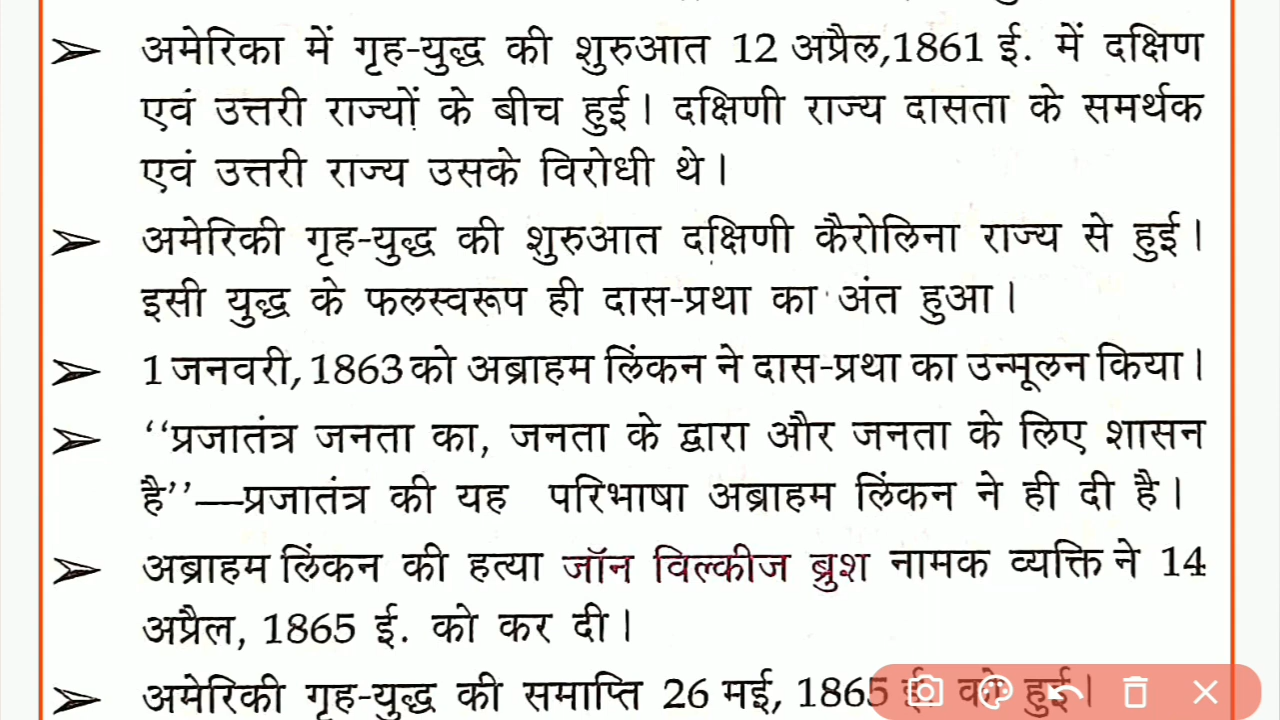 अमेरिका में गृह-युद्ध की शुरुआत 12 अप्रैल,1861 ई. में दक्षिण
एवं उत्तरी राज्यों के बीच हुई। दक्षिणी राज्य दासता के समर्थक
एवं उत्तरी राज्य उसके विरोधी थे।
अमेरिकी गृह-युद्ध की शुरुआत दक्षिणी कैरोलिना राज्य से हुई।
इसी युद्ध के फलस्वरूप ही दास-प्रथा का अंत हुआ।
1 जनवरी, 1863 को अब्राहम लिंकन ने दास-प्रथा का उन्मूलन किया।
‘‘प्रजातंत्र जनता का, जनता के द्वारा और जनता के लिए शासन
है’’—प्रजातंत्र की यह परिभाषा अब्राहम लिंकन ने ही दी है।
अब्राहम लिंकन की हत्या जॉन विल्कीज ब्रुश नामक व्यक्ति ने 14
अप्रैल, 1865 ई. को कर दी।
अमेरिकी गृह-युद्ध की समाप्ति 26 मई, 1865 ई. को हुई।